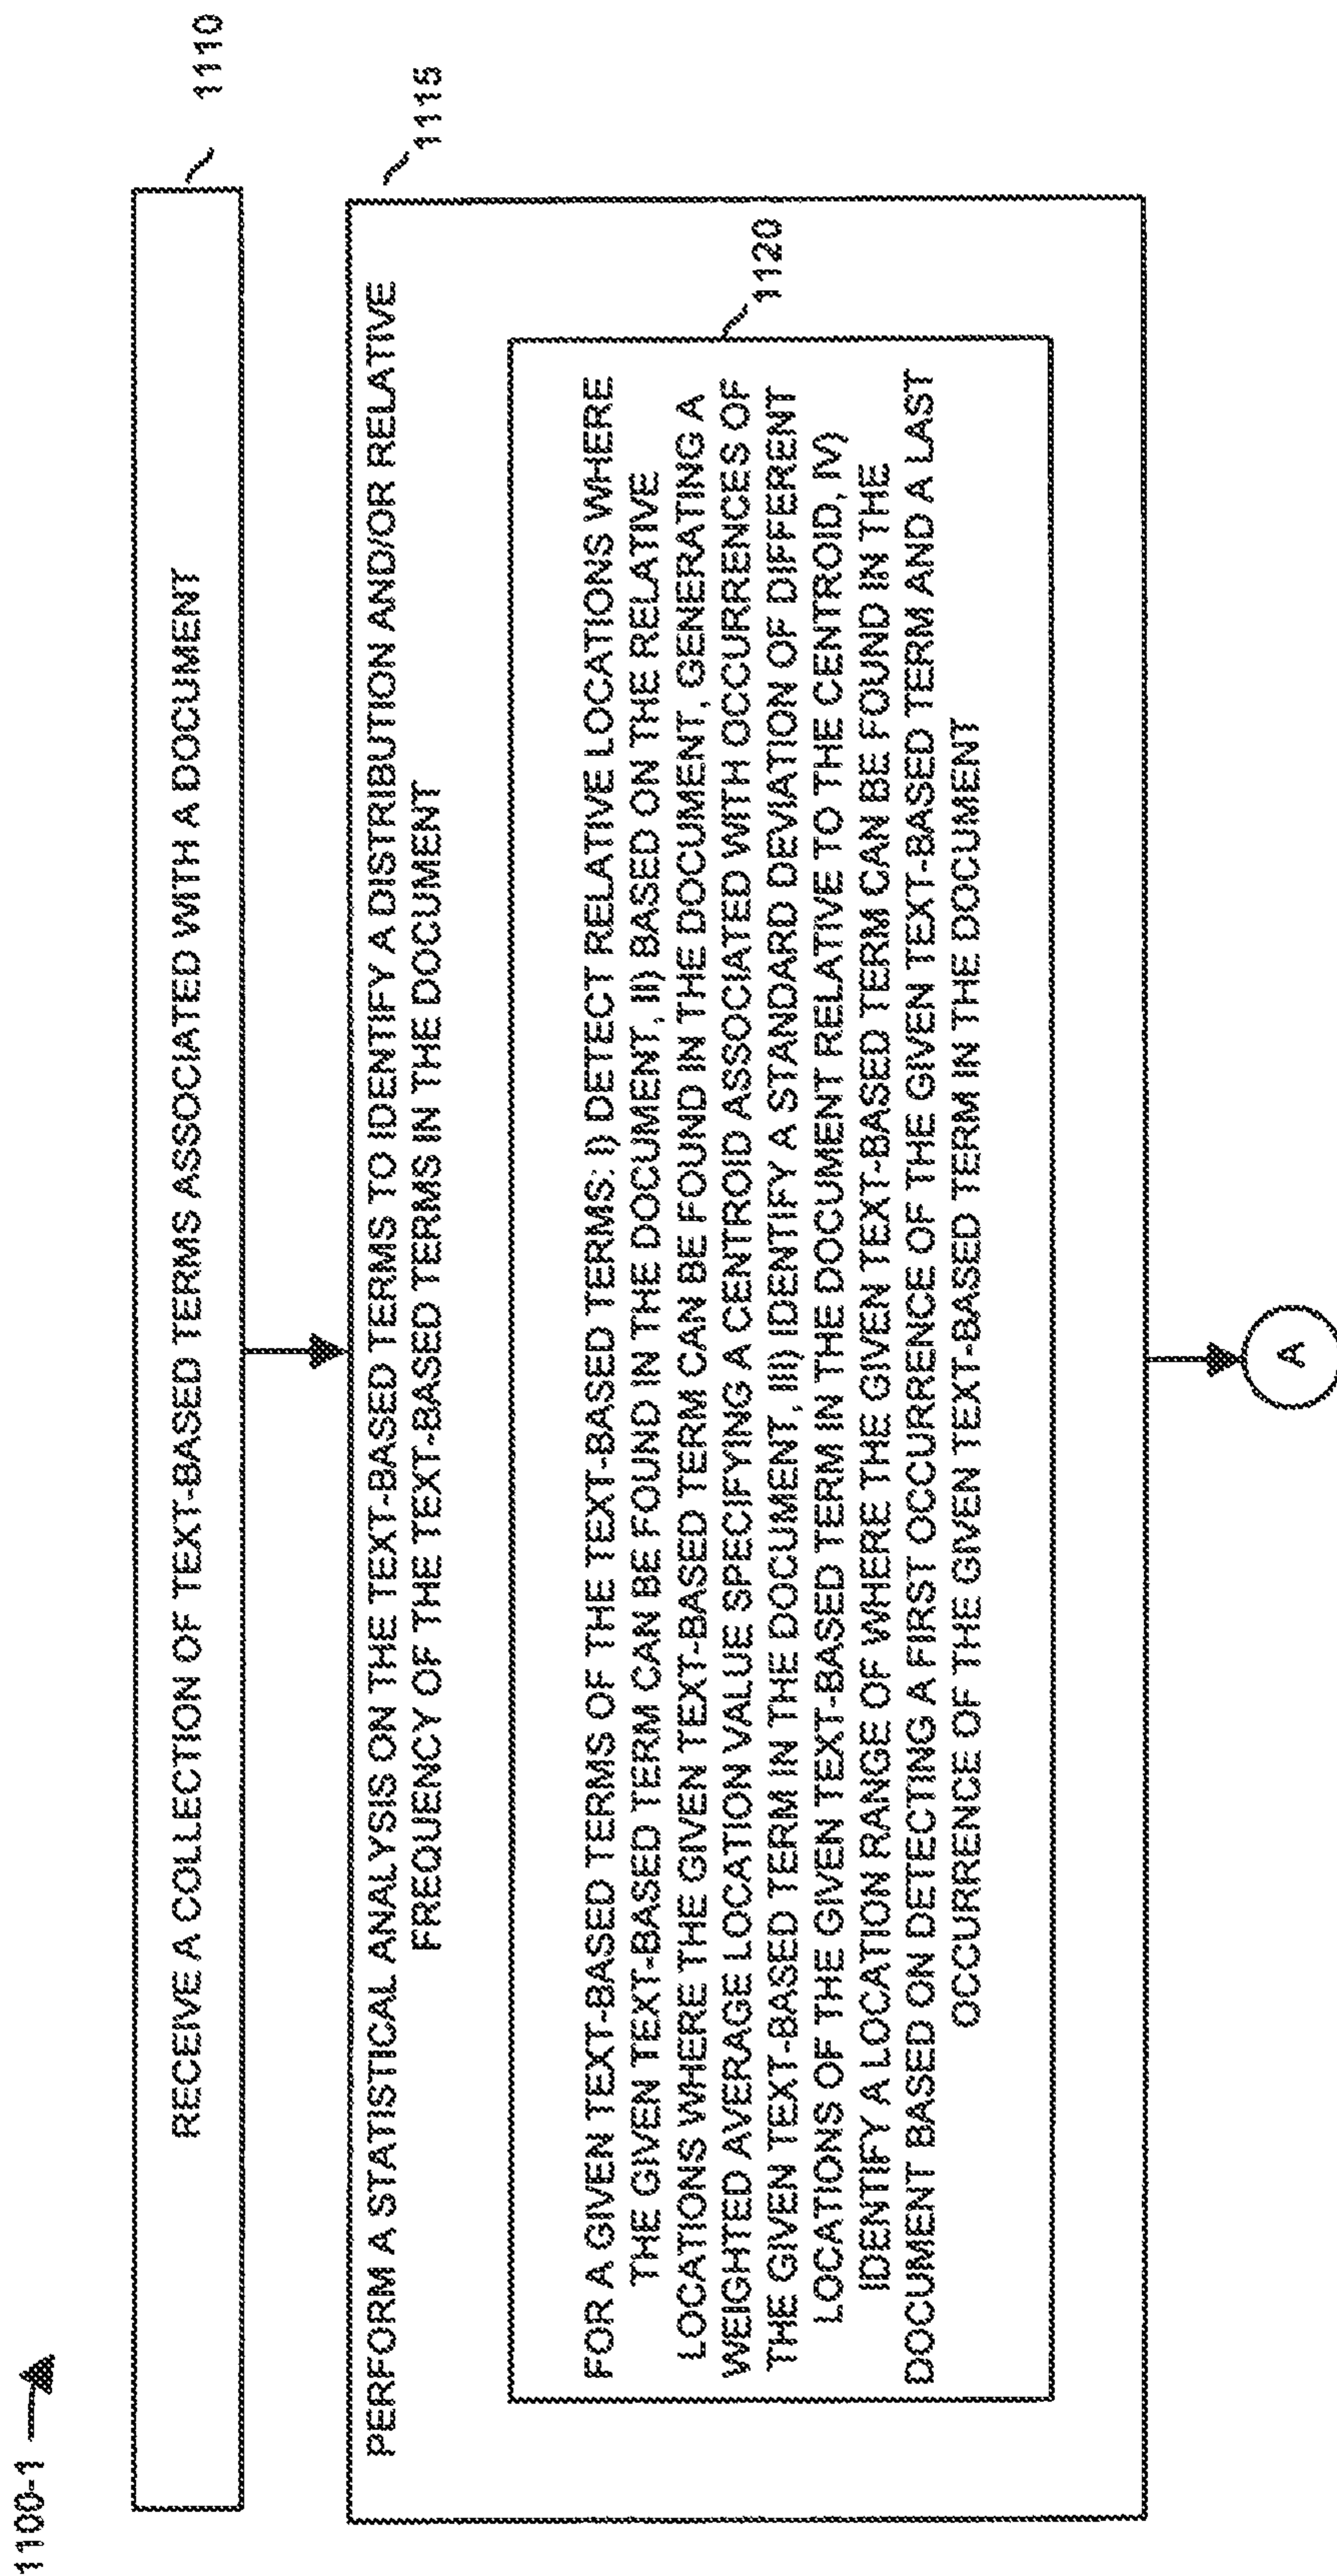 1100-1
RECEIVE A COLLECTION OF TEXT-BASED TERMS ASSOCIATED WITH A DOCUMENT
1110
1115
PERFORM A STATISTICAL ANALYSIS ON THE TEXT-BASED TERMS TO IDENTIFY A DISTRIBUTION AND/OR RELATIVE
FREQUENCY OF THE TEXT-BASED TERMS IN THE DOCUMENT
1120
FOR A GIVEN TEXT-BASED TERMS OF THE TEXT-BASED TERMS: I) DETECT RELATIVE LOCATIONS WHERE
THE GIVEN TEXT-BASED TERM CAN BE FOUND IN THE DOCUMENT, II) BASED ON THE RELATIVE
LOCATIONS WHERE THE GIVEN TEXT-BASED TERM CAN BE FOUND IN THE DOCUMENT, GENERATING A
WEIGHTED AVERAGE LOCATION VALUE SPECIFYING A CENTROID ASSOCIATED WITH OCCURRENCES OF
THE GIVEN TEXT-BASED TERM IN THE DOCUMENT, III) IDENTIFY A STANDARD DEVIATION OF DIFFERENT
LOCATIONS OF THE GIVEN TEXT-BASED TERM IN THE DOCUMENT RELATIVE TO THE CENTROID, IV)
IDENTIFY A LOCATION RANGE OF WHERE THE GIVEN TEXT-BASED TERM CAN BE FOUND IN THE
DOCUMENT BASED ON DETECTING A FIRST OCCURRENCE OF THE GIVEN TEXT-BASED TERM AND A LAST
OCCURRENCE OF THE GIVEN TEXT-BASED TERM IN THE DOCUMENT
A